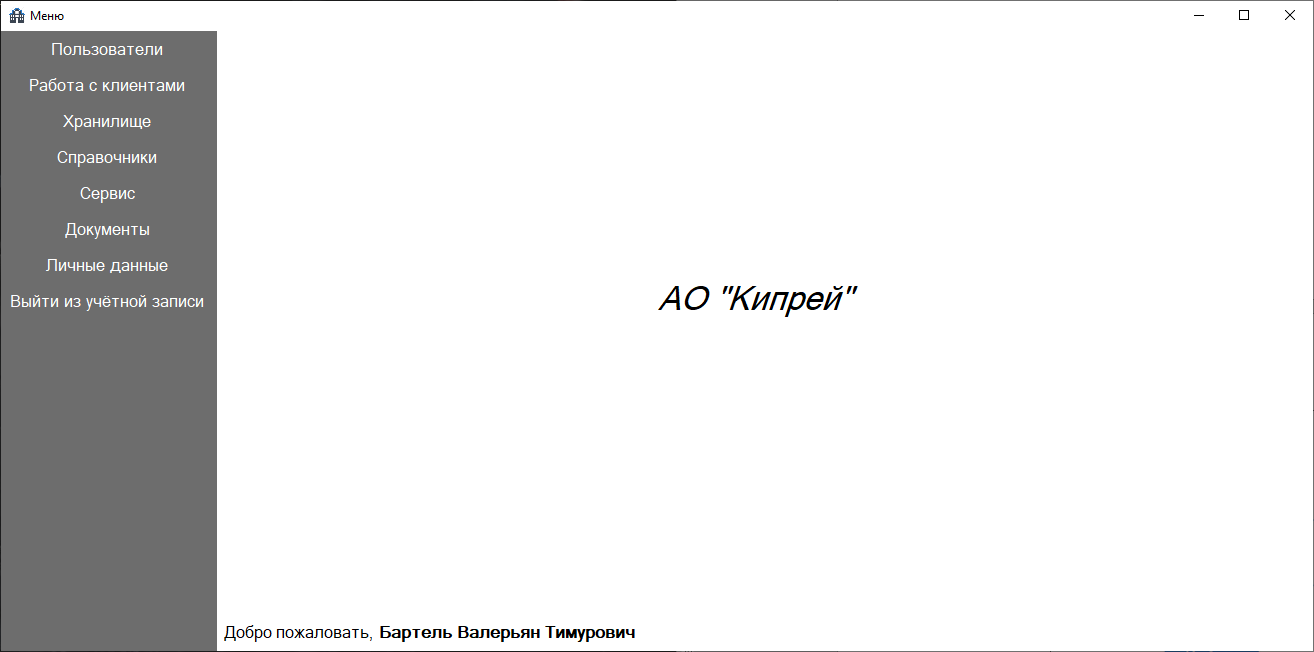 Меню
Пользователи
Работа с клиентами
Хранилище
Справочники
Сервис
Документы
Личные данные
Выйти из учётной записи
АО "Кипрей"
Добро пожаловать, Бартель Валерьян Тимурович